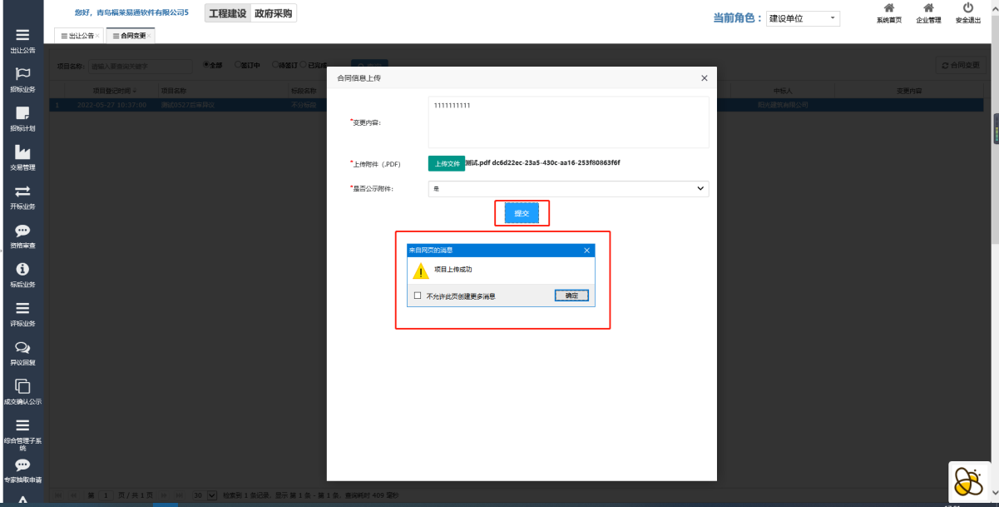 您好，青岛福莱易通软件有限公司5
工程建设 政府采购
当前角色： 建设单位
系统首页 企业管理 安全退出
出让公告× 合同变更×
出让公告
招标业务
招标计划
交易管理
开标业务
资格审查
标后业务
评标业务
异议回复
成交确认公示
综合管理子系
统
专家抽取申请
项目名称： 请输入要查询关键字 全部 签订中 待签订 已完成
合同变更
项目登记时间 项目名称 标段名称 中标人 变更内容
1 2022-05-27 10:37:00 测试0527后审异议 不分标段 阳光建筑有限公司
合同信息上传
*变更内容： 1111111111
*上传附件（.PDF） 上传文件 测试.pdf dc6d22ec-23a5-430c-aa16-253f80863f6f
*是否公示附件： 是
提交
来自网页的消息
项目上传成功
不允许此页创建更多消息 确定
第 1 页/共1页 30 检索到 1 条记录，显示 第 1 条 - 第 1 条，查询耗时 409 毫秒